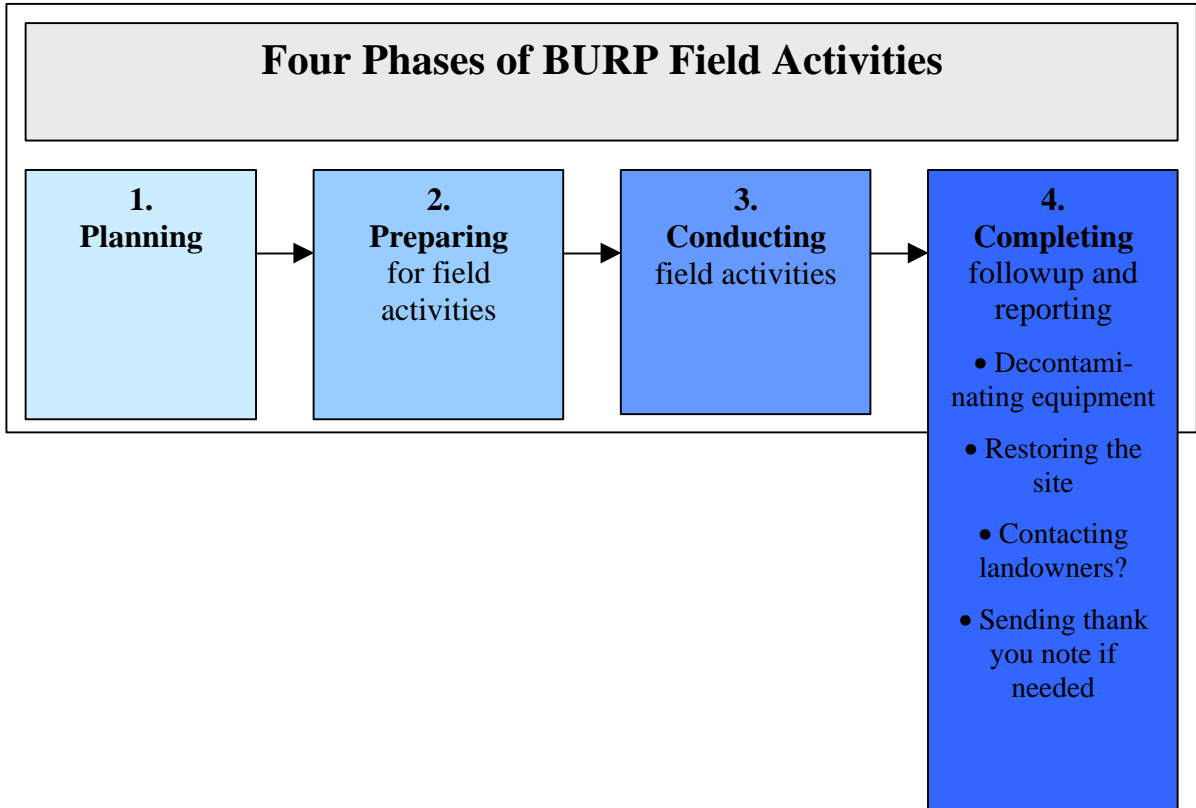 Four Phases of BURP Field Activities
1.
Planning
2.
Preparing
for field
activities
3.
Conducting
field activities
4.
Completing
followup and
reporting
• Decontami-
nating equipment
• Restoring the
site
• Contacting
landowners?
• Sending thank
you note if
needed